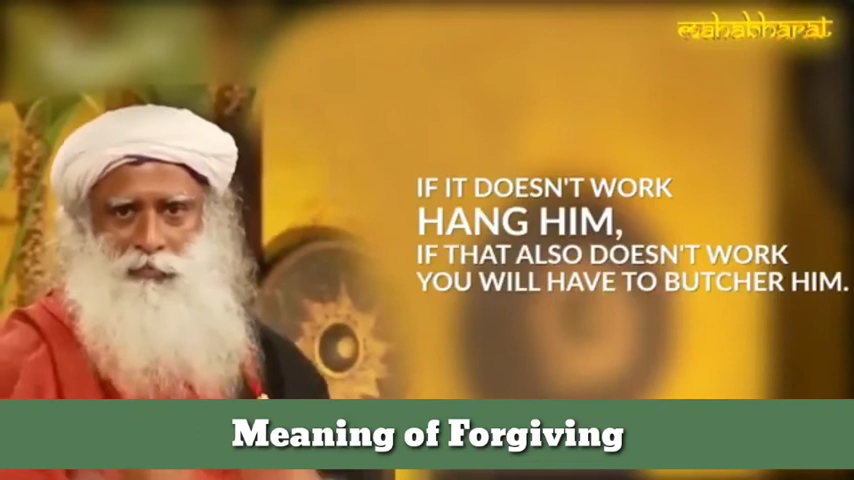 mahabharat
IF IT DOESN'T WORK
HANG HIM,
IF THAT ALSO DOESN'T WORK
YOU WILL HAVE TO BUTCHER HIM.
Meaning of Forgiving